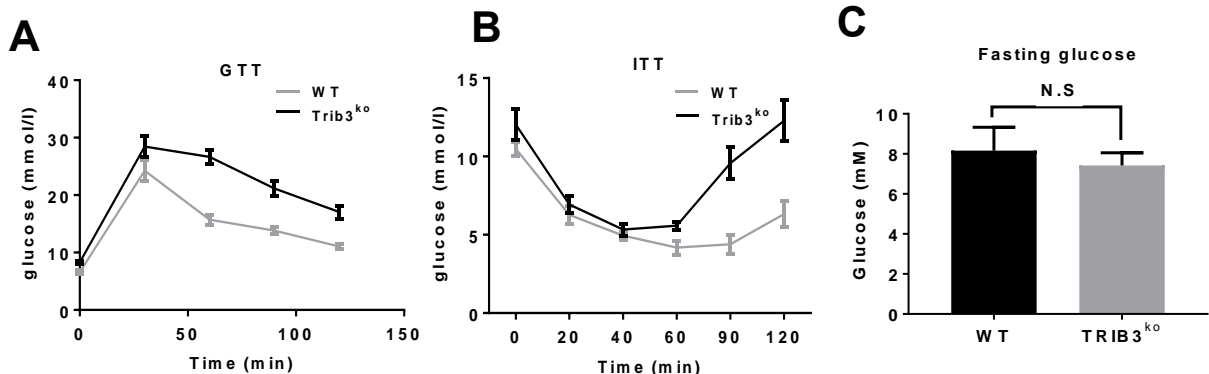 A
GTT
WT
Trib3ko
glucose (mmol/l)
40
30
20
10
0
0 50 100 150
Time (min)
B
ITT
WT
Trib3ko
glucose (mmol/l)
15
10
5
0
0 20 40 60 90 120
Time (min)
C
Fasting glucose
N.S
Glucose (mM)
10
8
6
4
2
0
WT TRIB3ko